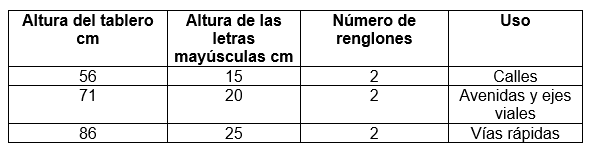 Altura del tablero cm Altura de las letras mayúsculas cm Número de renglones Uso
56 15 2 Calles
71 20 2 Avenidas y ejes viales
86 25 2 Vías rápidas